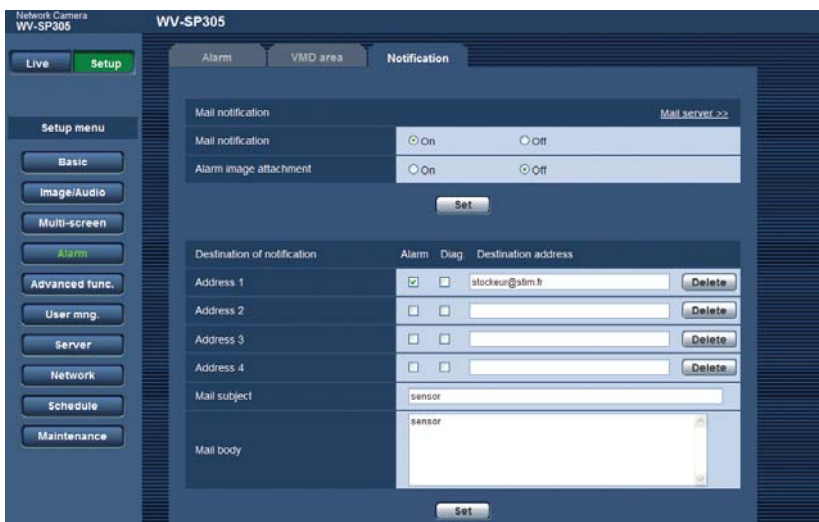 Network Camera
WV-SP305
WV-SP305
Live Setup
Setup menu
Basic
Image/Audio
Multi-screen
Alarm
Advanced func.
User mng.
Server
Network
Schedule
Maintenance
Alarm VMD area Notification
Mail notification Mail server >>
Mail notification On Off
Alarm image attachment On Off
Set
Destination of notification Alarm Diag. Destination address
Address 1 stockeur@stim.fr Delete
Address 2 Delete
Address 3 Delete
Address 4 Delete
Mail subject sensor
Mail body sensor
Set